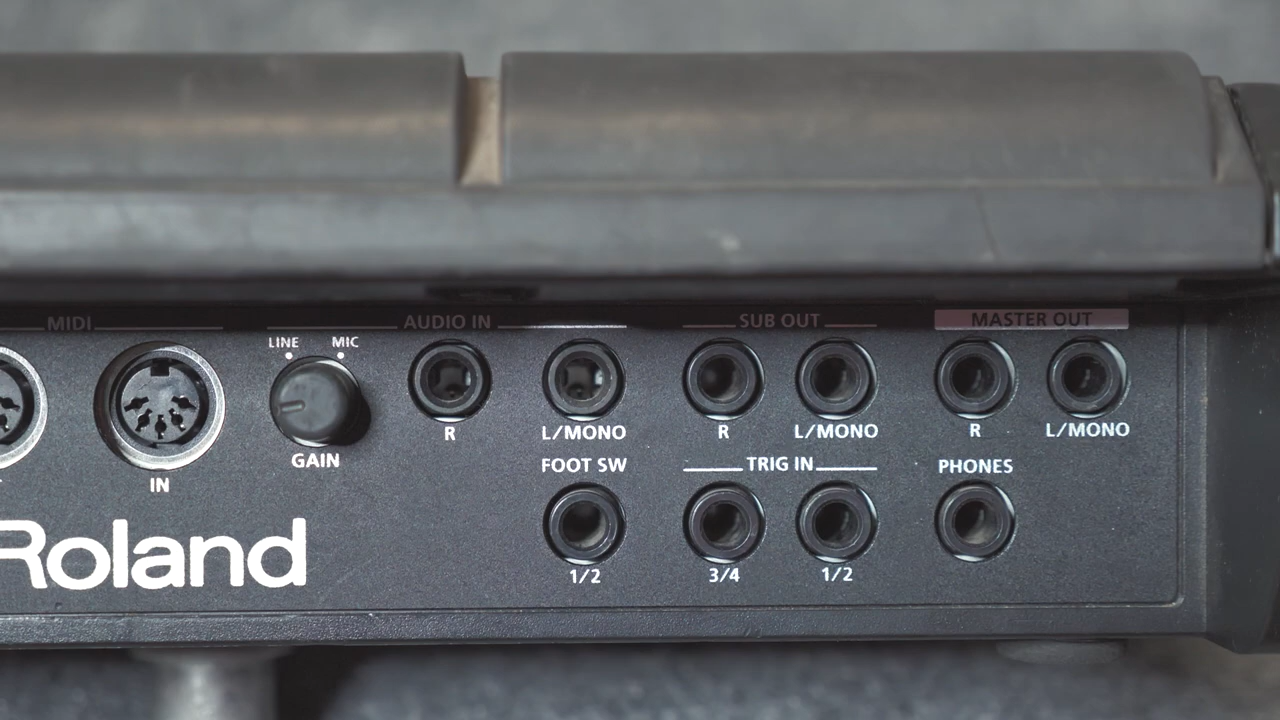 MIDI
AUDIO IN
SUB OUT
MASTER OUT
LINE
MIC
R
L/MONO
R
L/MONO
R
L/MONO
GAIN
FOOT SW
TRIG IN
PHONES
IN
Roland
1/2
3/4
1/2